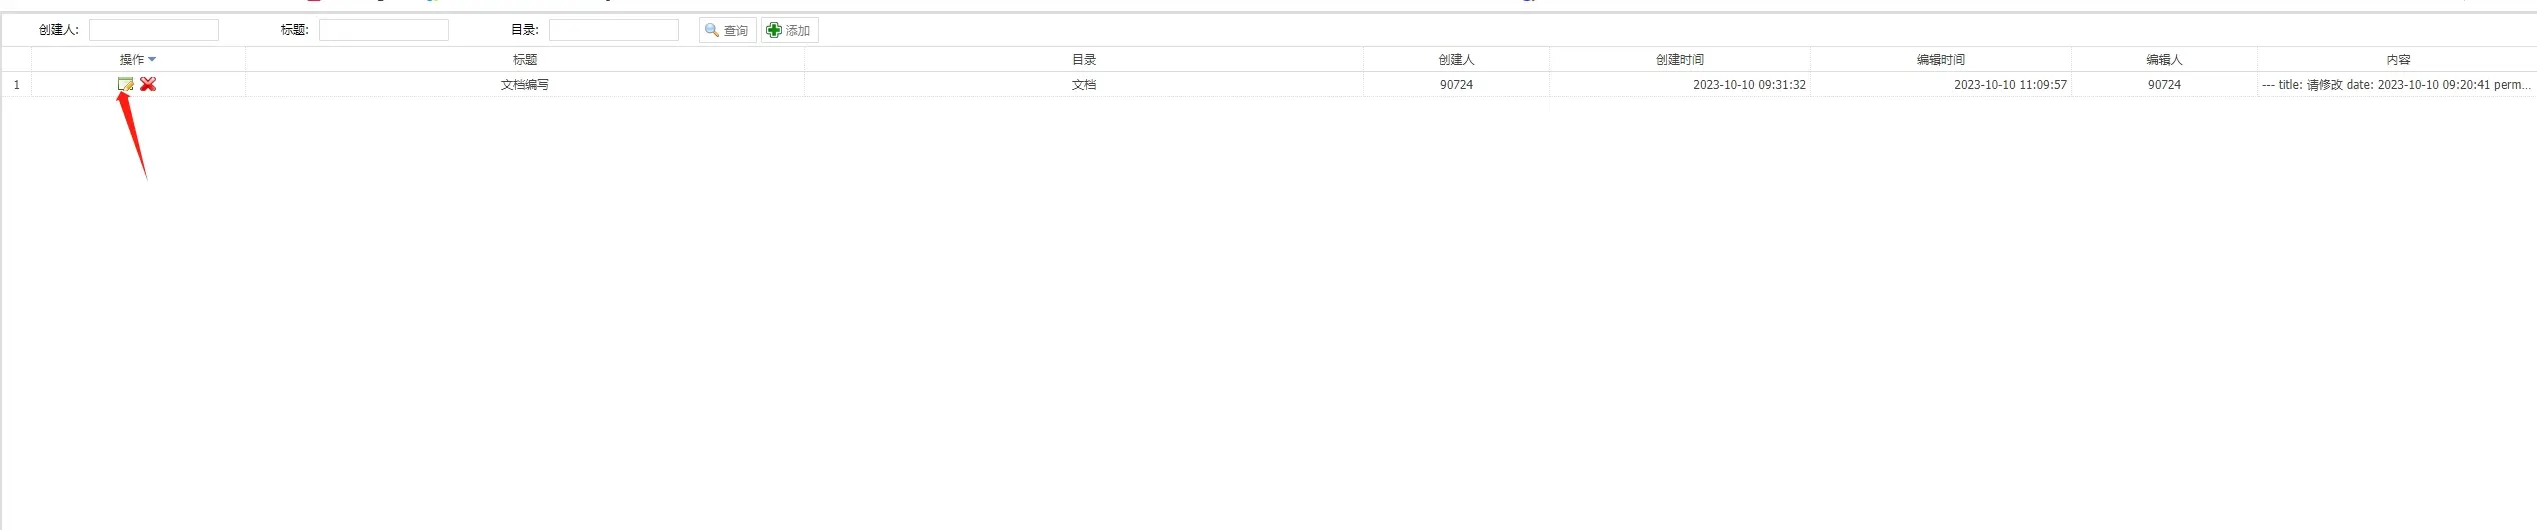 创建人: 标题: 目录: 查询 添加
操作 标题 目录 创建人 创建时间 编辑时间 编辑人 内容
1 文档编写 文档 90724 2023-10-10 09:31:32 2023-10-10 11:09:57 90724 --- title: 请修改 date: 2023-10-10 09:20:41 perm...